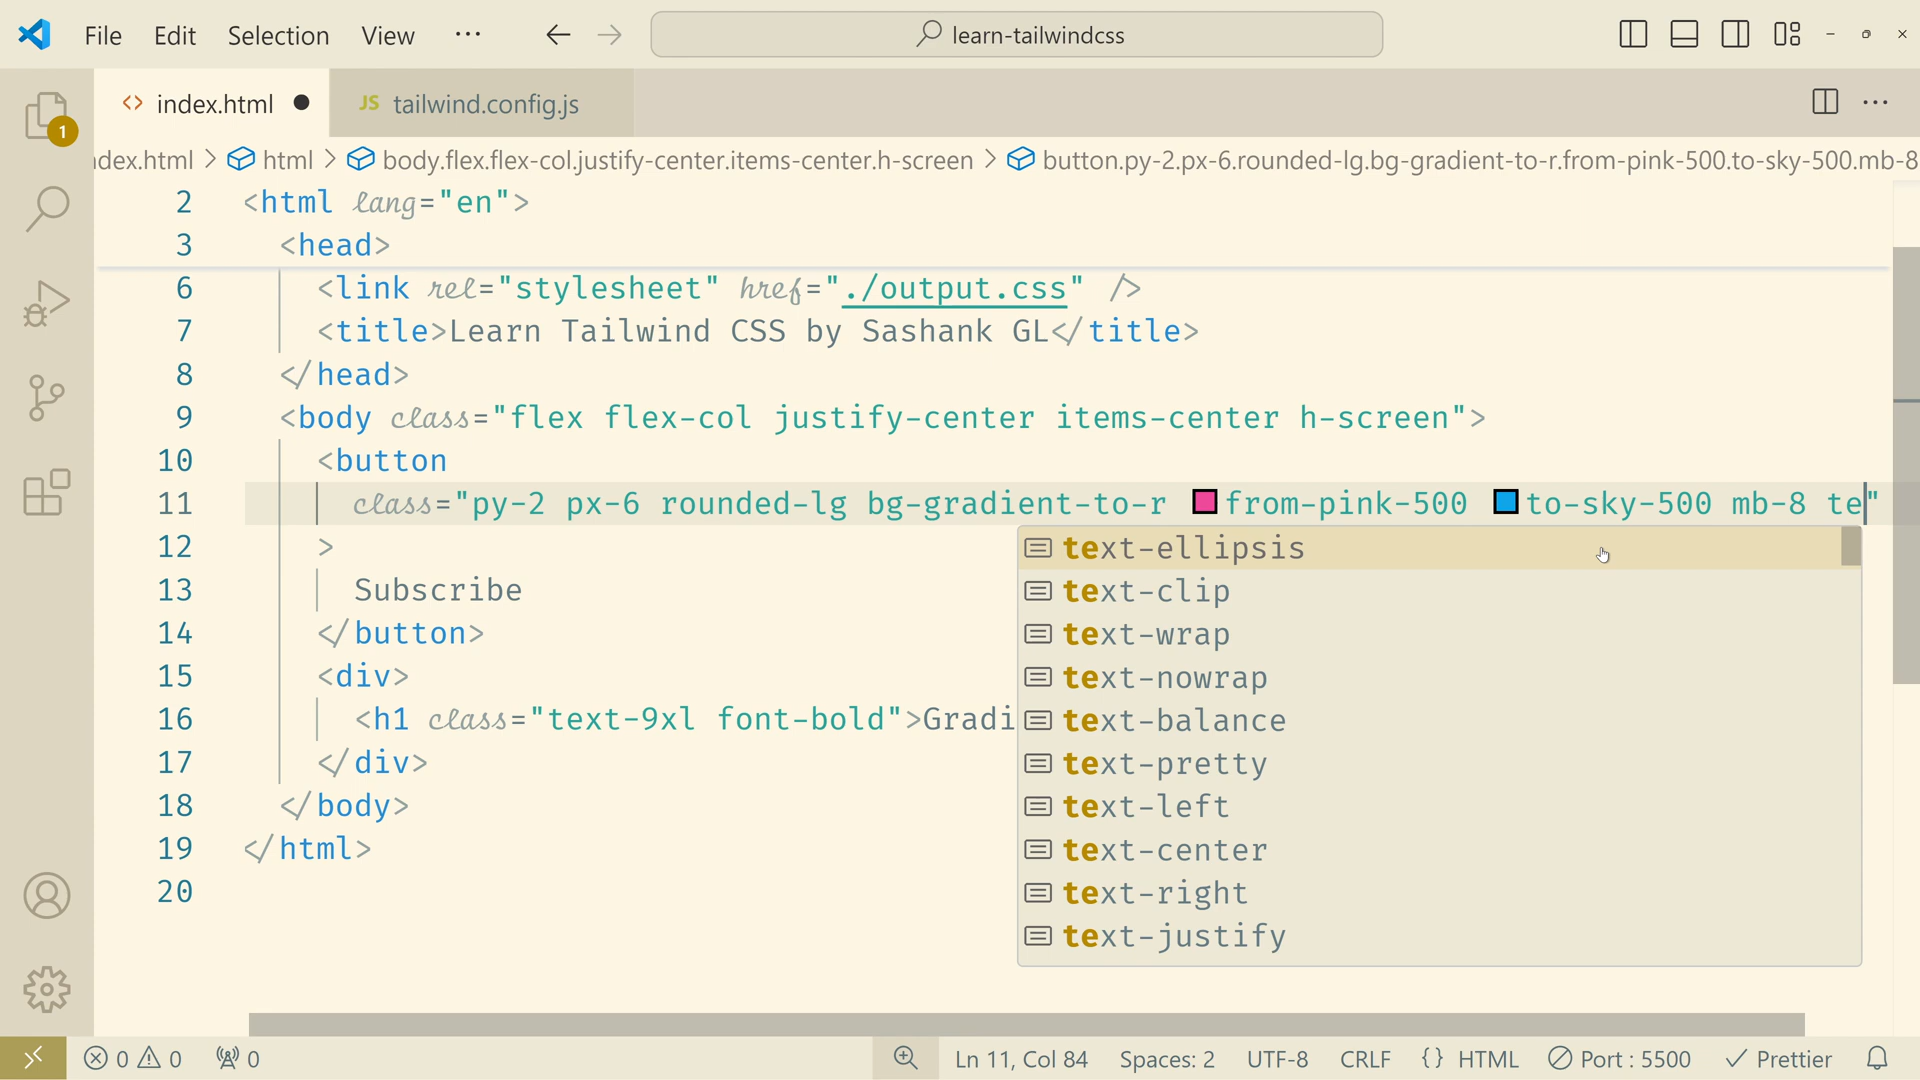 File Edit Selection View ··· learn-tailwindcss
index.html JS tailwind.config.js ···
1
ndex.html > html > body.flex.flex-col.justify-center.items-center.h-screen > button.py-2.px-6.rounded-lg.bg-gradient-to-r.from-pink-500.to-sky-500.mb-8
2 <html lang="en">
3 <head>
6 <link rel="stylesheet" href="./output.css" />
7 <title>Learn Tailwind CSS by Sashank GL</title>
8 </head>
9 <body class="flex flex-col justify-center items-center h-screen">
10 <button
11 class="py-2 px-6 rounded-lg bg-gradient-to-r from-pink-500 to-sky-500 mb-8 te"
12 >
13 Subscribe
14 </button>
15 <div>
16 <h1 class="text-9xl font-bold">Gradi
17 </div>
18 </body>
19 </html>
20
text-ellipsis
text-clip
text-wrap
text-nowrap
text-balance
text-pretty
text-left
text-center
text-right
text-justify
0 0 0 Ln 11, Col 84 Spaces: 2 UTF-8 CRLF {} HTML Port : 5500 Prettier